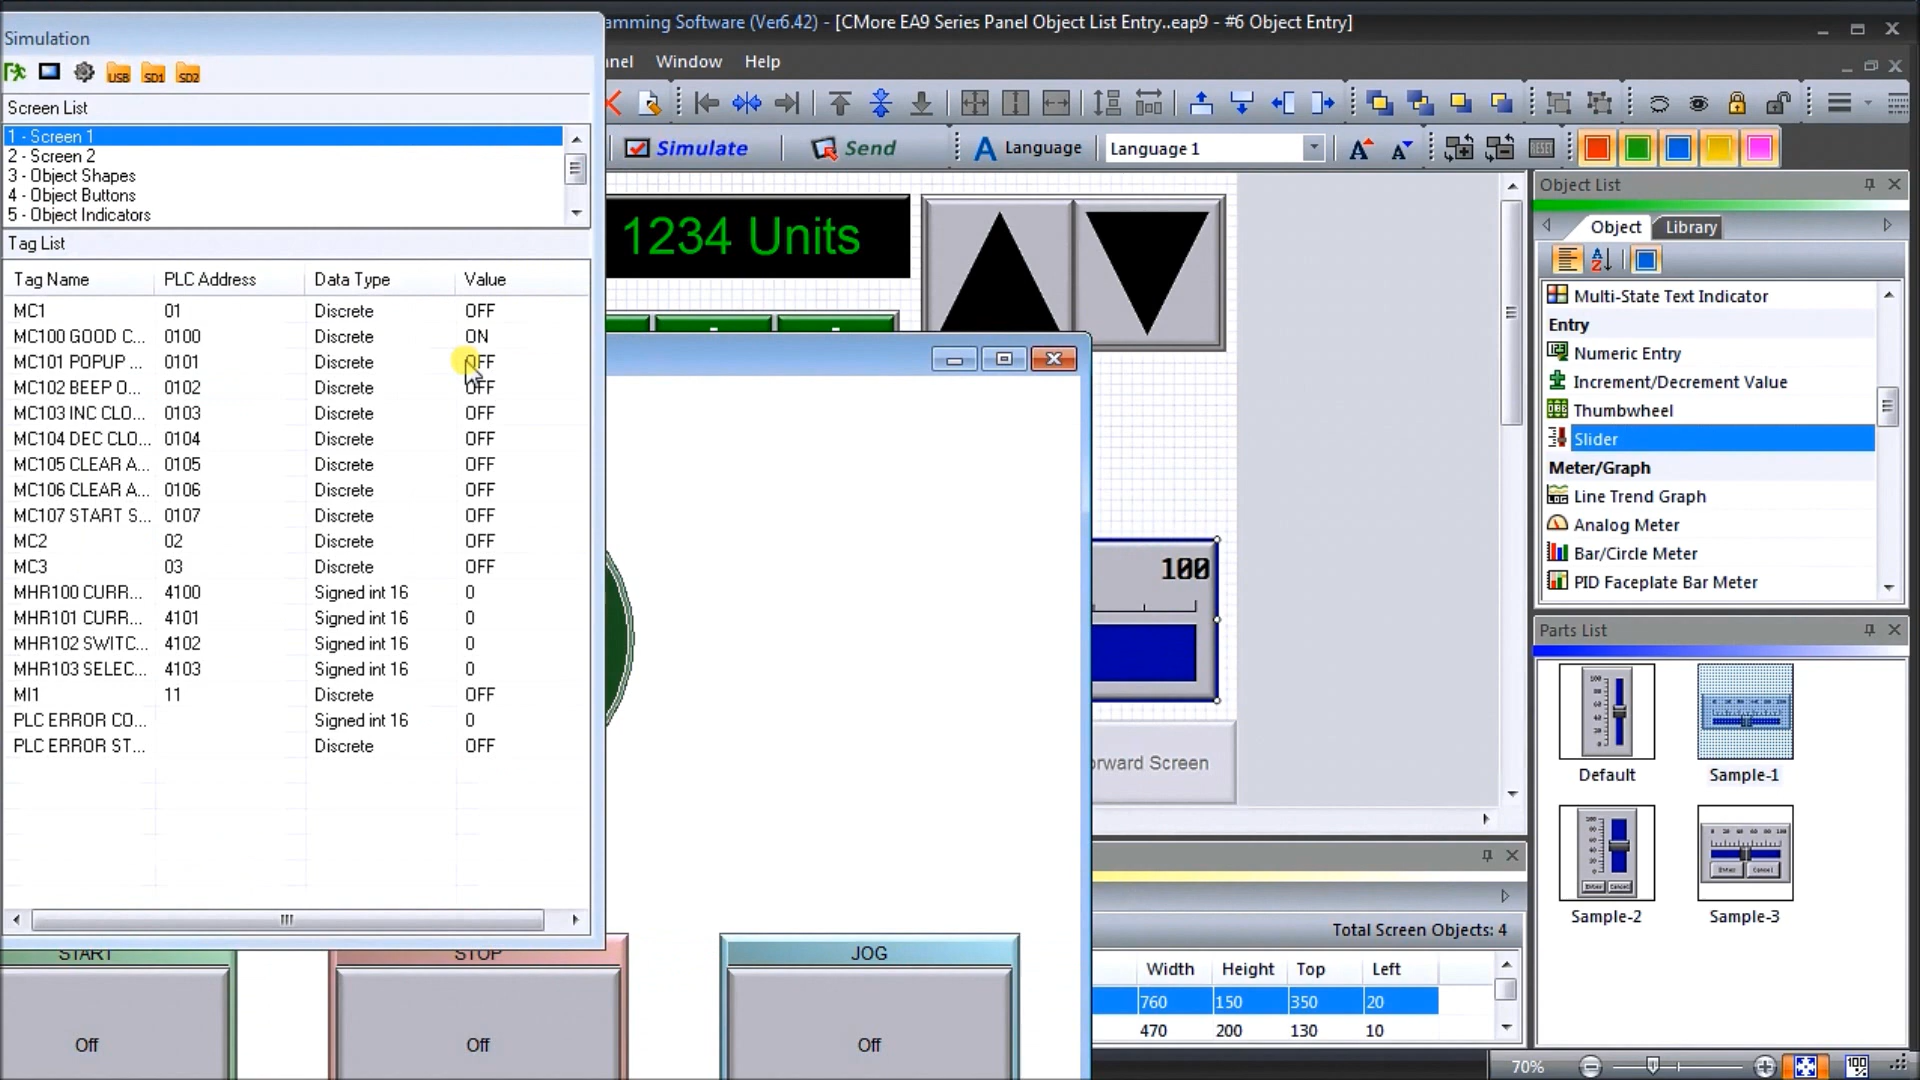 amming Software (Ver6.42) - [CMore EA9 Series Panel Object List Entry..eap9 - #6 Object Entry]
Simulation
nel Window Help
USB SD1 SD2
Screen List
1 - Screen 1
2 - Screen 2
3 - Object Shapes
4 - Object Buttons
5 - Object Indicators
Simulate Send A Language Language 1 A A RESET
Tag List
Tag Name PLC Address Data Type Value
MC1 01 Discrete OFF
MC100 GOOD C... 0100 Discrete ON
MC101 POPUP ... 0101 Discrete OFF
MC102 BEEP O... 0102 Discrete OFF
MC103 INC CLO... 0103 Discrete OFF
MC104 DEC CLO... 0104 Discrete OFF
MC105 CLEAR A... 0105 Discrete OFF
MC106 CLEAR A... 0106 Discrete OFF
MC107 START S... 0107 Discrete OFF
MC2 02 Discrete OFF
MC3 03 Discrete OFF
MHR100 CURR... 4100 Signed int 16 0
MHR101 CURR... 4101 Signed int 16 0
MHR102 SWITC... 4102 Signed int 16 0
MHR103 SELEC... 4103 Signed int 16 0
MI1 11 Discrete OFF
PLC ERROR CO... Signed int 16 0
PLC ERROR ST... Discrete OFF
1234 Units
100
rward Screen
START STOP JOG
Off Off Off
Total Screen Objects: 4
Width Height Top Left
760 150 350 20
470 200 130 10
Object List
Object Library
Multi-State Text Indicator
Entry
Numeric Entry
Increment/Decrement Value
Thumbwheel
Slider
Meter/Graph
Line Trend Graph
Analog Meter
Bar/Circle Meter
PID Faceplate Bar Meter
Parts List
Default Sample-1
Sample-2 Sample-3
70% 100